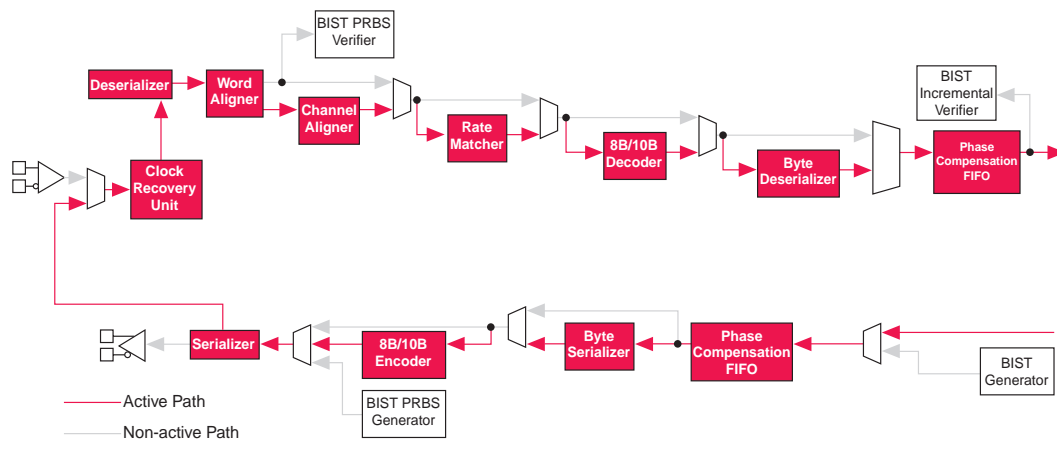 BIST PRBS
Verifier
Deserializer
Word
Aligner
Channel
Aligner
Rate
Matcher
8B/10B
Decoder
Byte
Deserializer
BIST
Incremental
Verifier
Phase
Compensation
FIFO
Clock
Recovery
Unit
Serializer
8B/10B
Encoder
Byte
Serializer
Phase
Compensation
FIFO
BIST
Generator
BIST PRBS
Generator
Active Path
Non-active Path